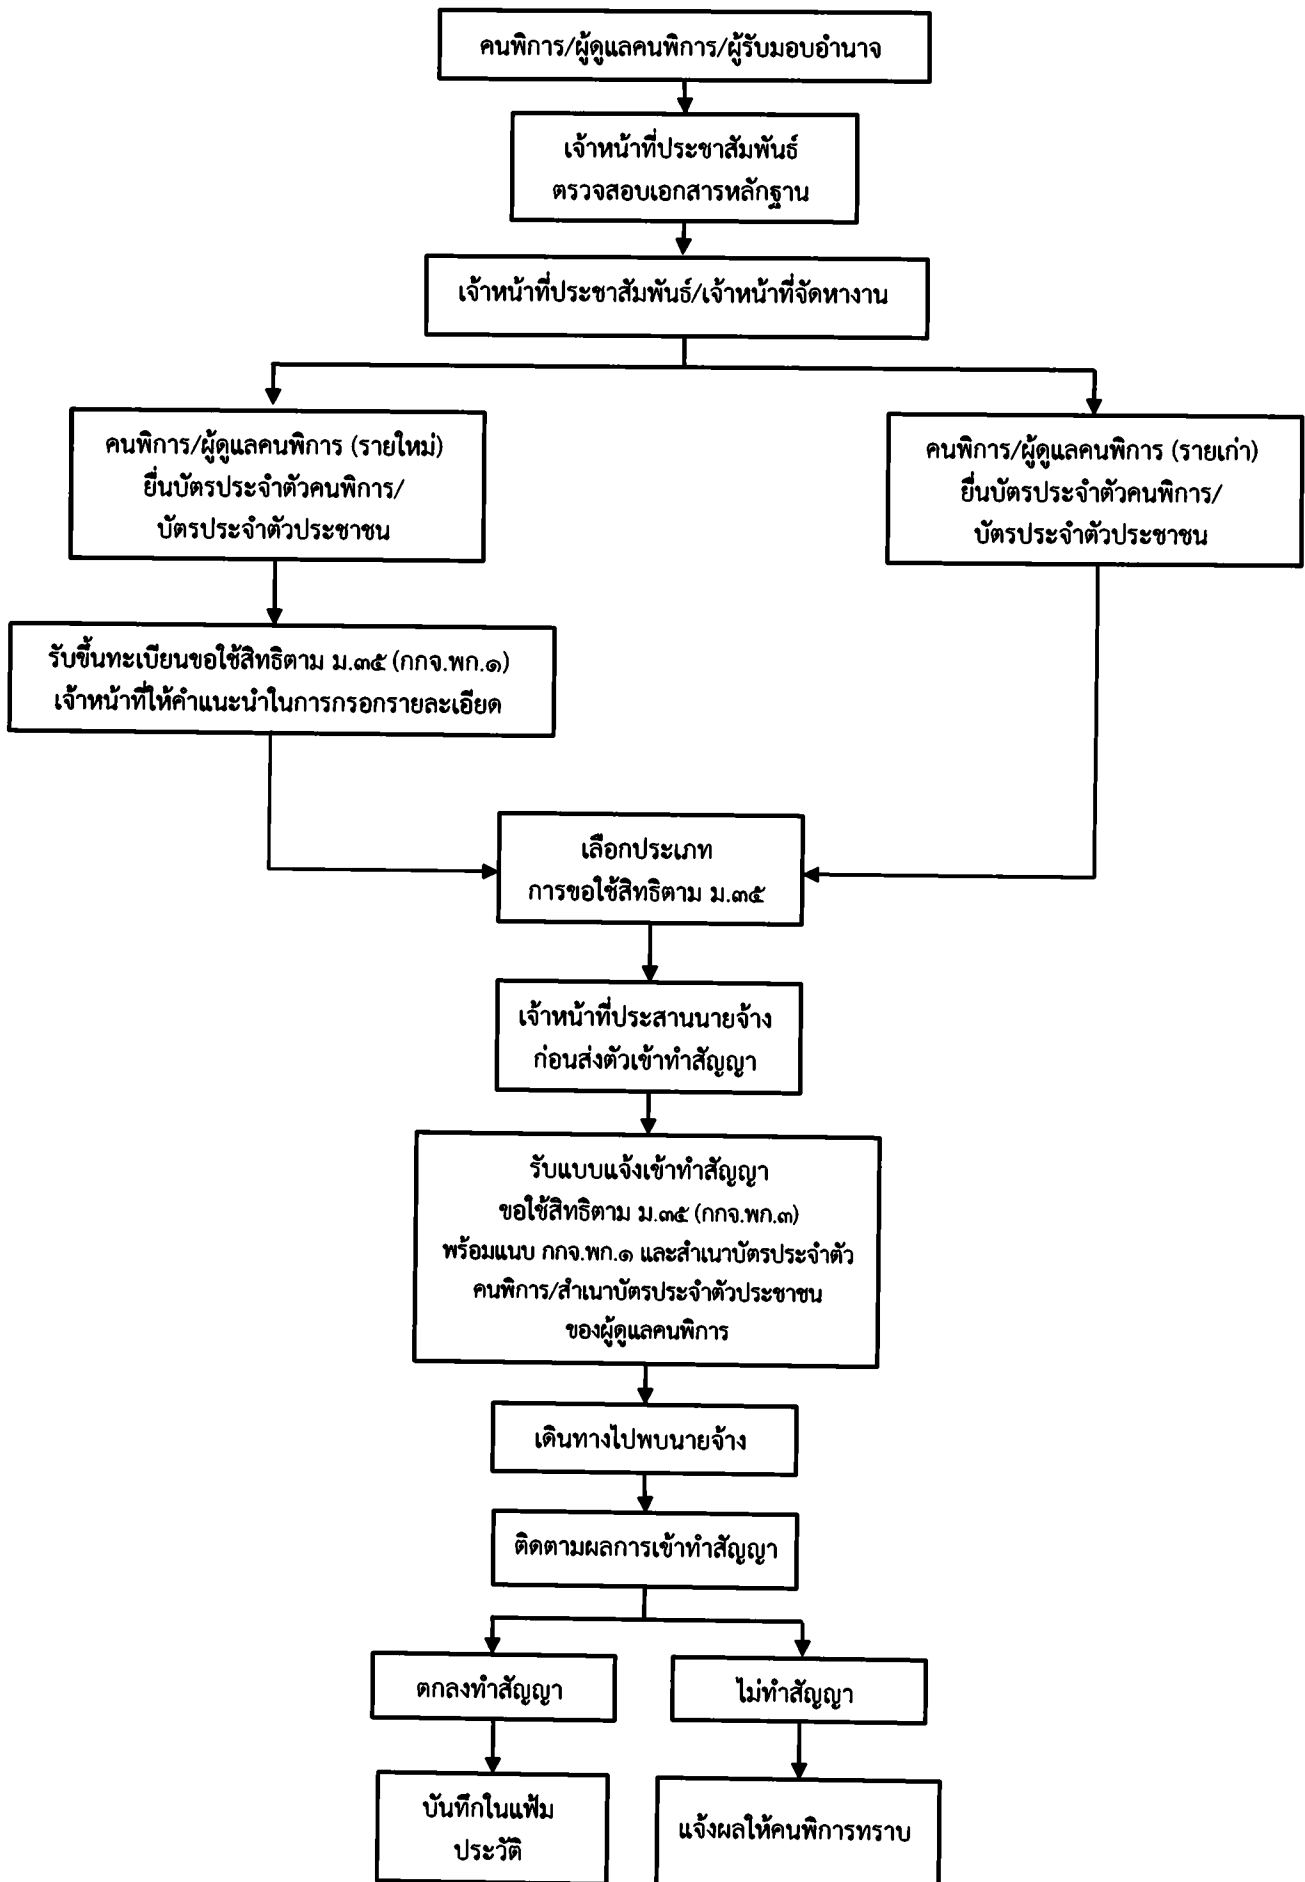 คนพิการ/ผู้ดูแลคนพิการ/ผู้รับมอบอำนาจ
เจ้าหน้าที่ประชาสัมพันธ์
ตรวจสอบเอกสารหลักฐาน
เจ้าหน้าที่ประชาสัมพันธ์/เจ้าหน้าที่จัดหางาน
คนพิการ/ผู้ดูแลคนพิการ (รายใหม่)
ยื่นบัตรประจำตัวคนพิการ/
บัตรประจำตัวประชาชน
คนพิการ/ผู้ดูแลคนพิการ (รายเก่า)
ยื่นบัตรประจำตัวคนพิการ/
บัตรประจำตัวประชาชน
รับขึ้นทะเบียนขอใช้สิทธิตาม ม.๓๕ (กกจ.พก.๑)
เจ้าหน้าที่ให้คำแนะนำในการกรอกรายละเอียด
เลือกประเภท
การขอใช้สิทธิตาม ม.๓๕
เจ้าหน้าที่ประสานนายจ้าง
ก่อนส่งตัวเข้าทำสัญญา
รับแบบแจ้งเข้าทำสัญญา
ขอใช้สิทธิตาม ม.๓๕ (กกจ.พก.๓)
พร้อมแนบ กกจ.พก.๑ และสำเนาบัตรประจำตัว
คนพิการ/สำเนาบัตรประจำตัวประชาชน
ของผู้ดูแลคนพิการ
เดินทางไปพบนายจ้าง
ติดตามผลการเข้าทำสัญญา
ตกลงทำสัญญา
ไม่ทำสัญญา
บันทึกในแฟ้ม
ประวัติ
แจ้งผลให้คนพิการทราบ